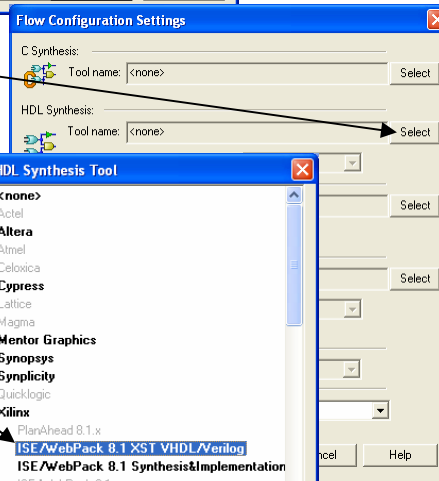 Flow Configuration Settings
C Synthesis:
Tool name: <none> Select
HDL Synthesis:
Tool name: <none> Select
HDL Synthesis Tool
<none>
Actel
Altera
Atmel
Celoxica
Cypress
Lattice
Magma
Mentor Graphics
Synopsys
Synplicity
Quicklogic
Xilinx
PlanAhead 8.1.x
ISE/WebPack 8.1 XST VHDL/Verilog
ISE/WebPack 8.1 Synthesis&Implementation
Select
Select
ncel
Help